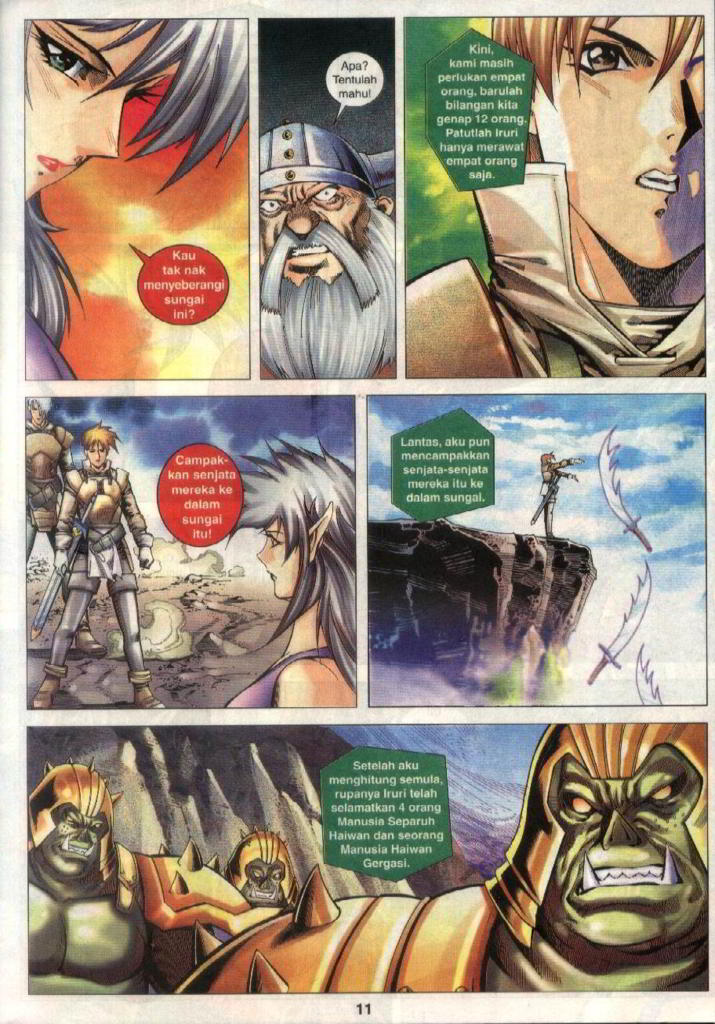 Kau
tak nak
menyeberangi
sungai
ini?
Apa?
Tentulah
mahu!
Kini,
kami masih
perlukan empat
orang, barulah
bilangan kita
genap 12 orang.
Patutlah Iruri
hanya merawat
empat orang
saja.
Campak-
kan senjata
mereka ke
dalam
sungai
itu!
Lantas, aku pun
mencampakkan
senjata-senjata
mereka itu ke
dalam sungai.
Setelah aku
menghitung semula,
rupanya Iruri telah
selamatkan 4 orang
Manusia Separuh
Haiwan dan seorang
Manusia Haiwan
Gergasi.
11